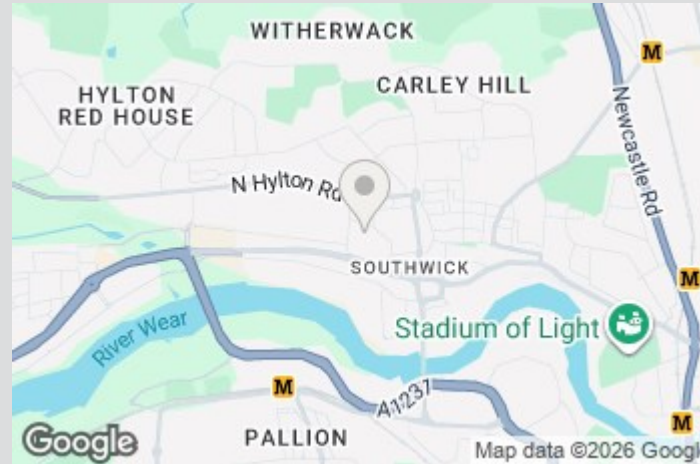 WITHERWACK
M
CARLEY HILL
HYLTON
RED HOUSE
Newcastle Rd
N Hylton Rd
SOUTHWICK
M
Stadium of Light
River Wear
M
A1231
M
PALLION
Google
Map data ©2026 Googl